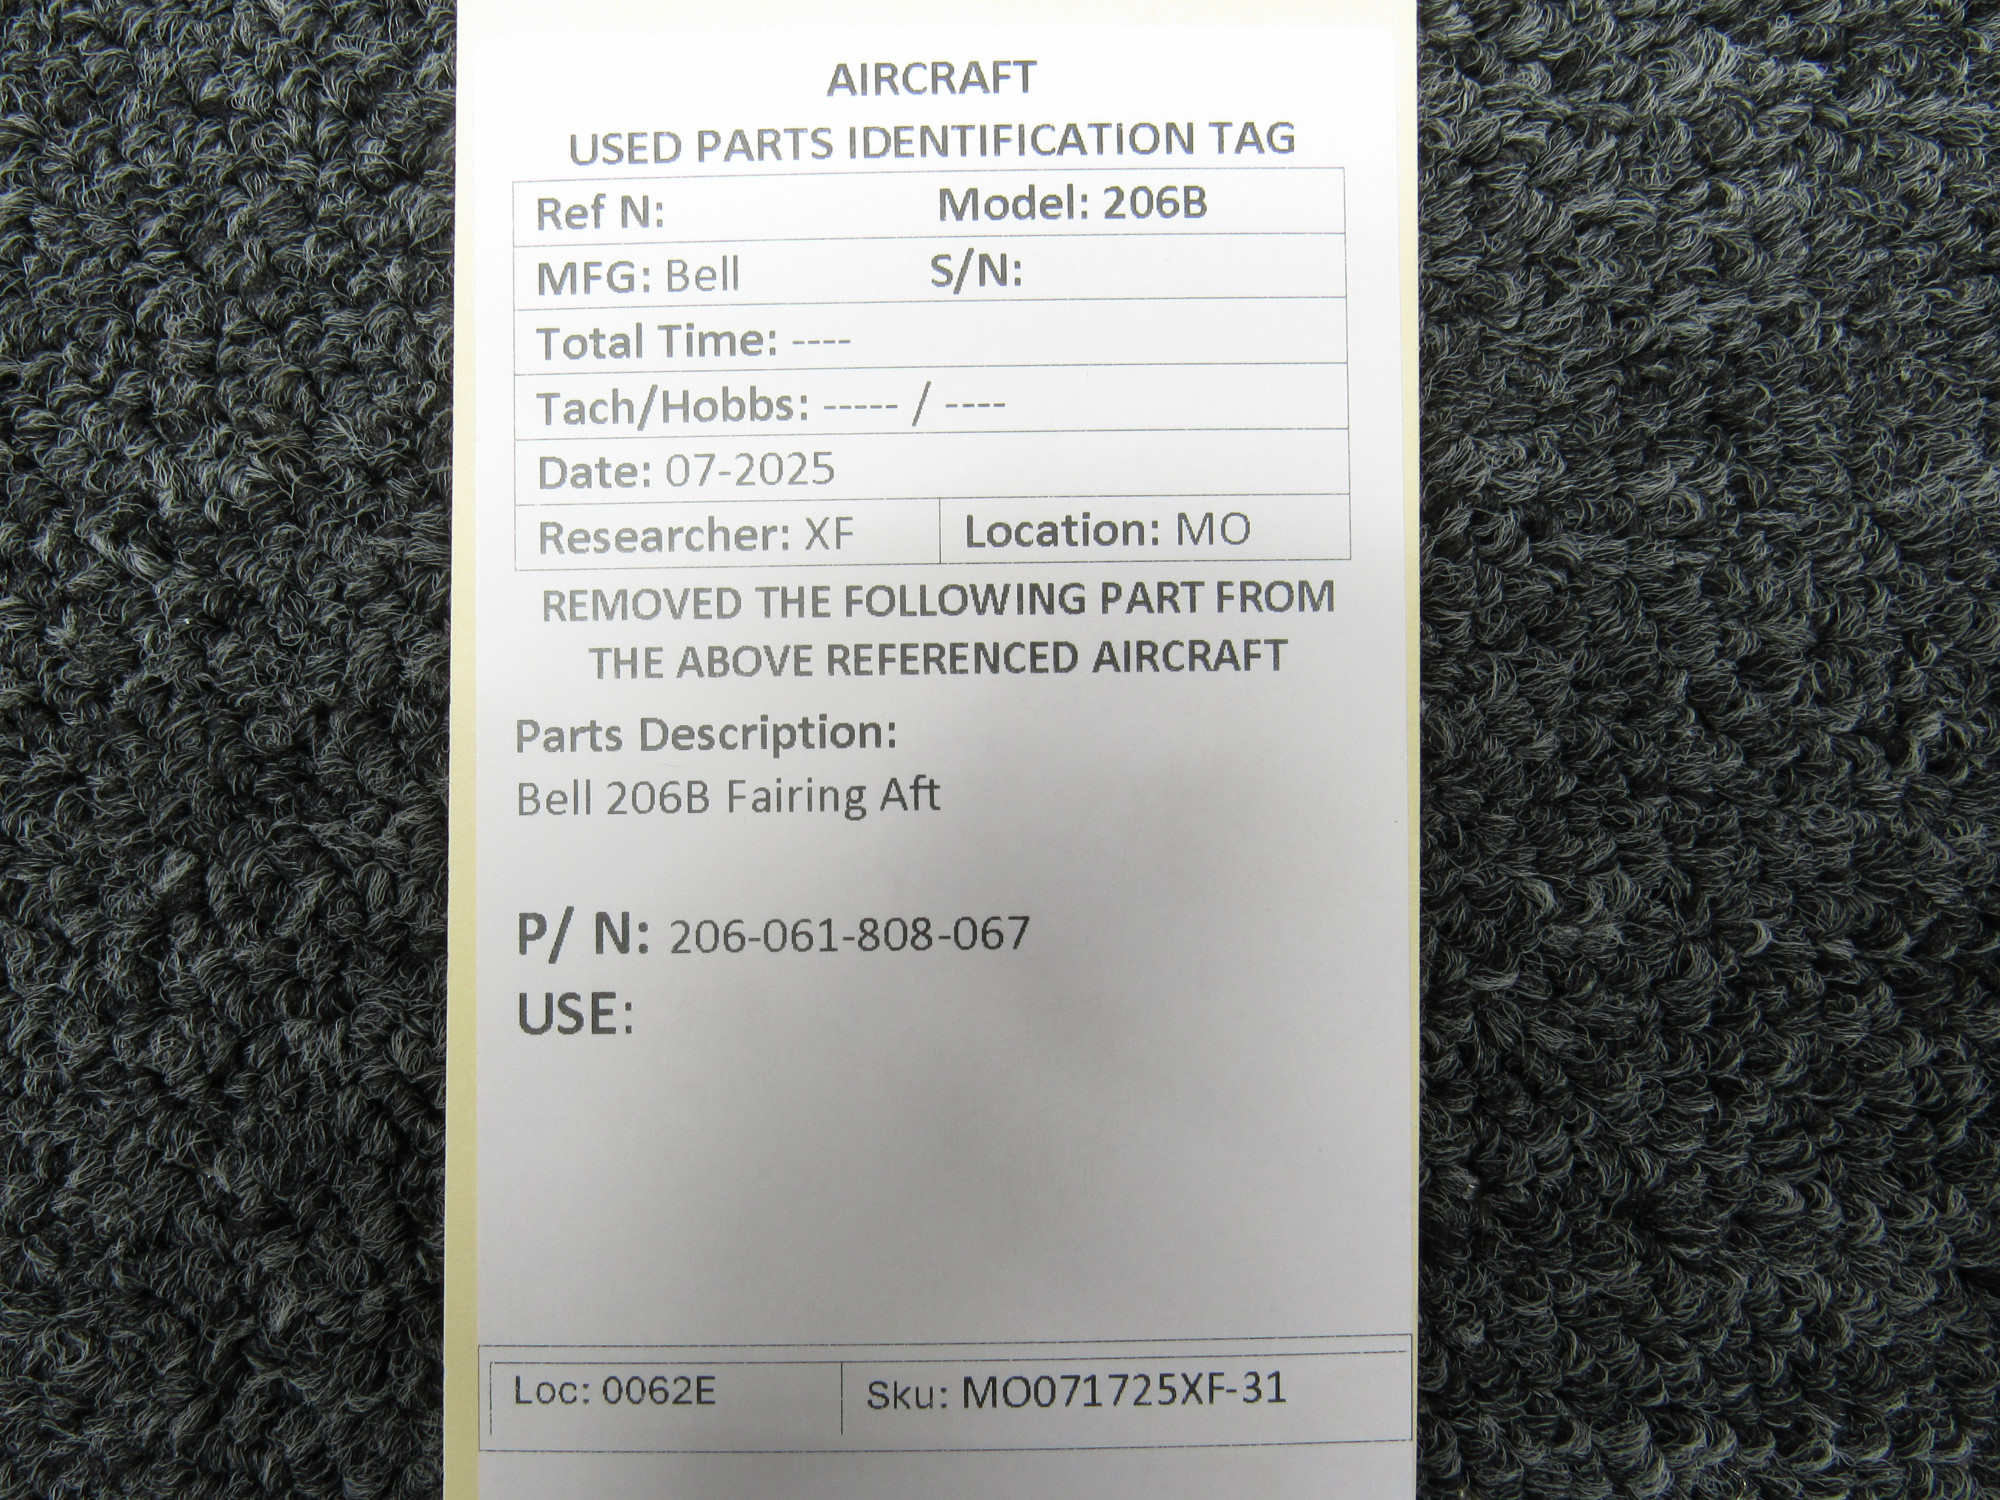 AIRCRAFT
USED PARTS IDENTIFICATION TAG
Ref N: Model: 206B
MFG: Bell S/N:
Total Time: ----
Tach/Hobbs: ----- / ----
Date: 07-2025
Researcher: XF Location: MO
REMOVED THE FOLLOWING PART FROM
THE ABOVE REFERENCED AIRCRAFT
Parts Description:
Bell 206B Fairing Aft
P/ N: 206-061-808-067
USE:
Loc: 0062E Sku: MO071725XF-31